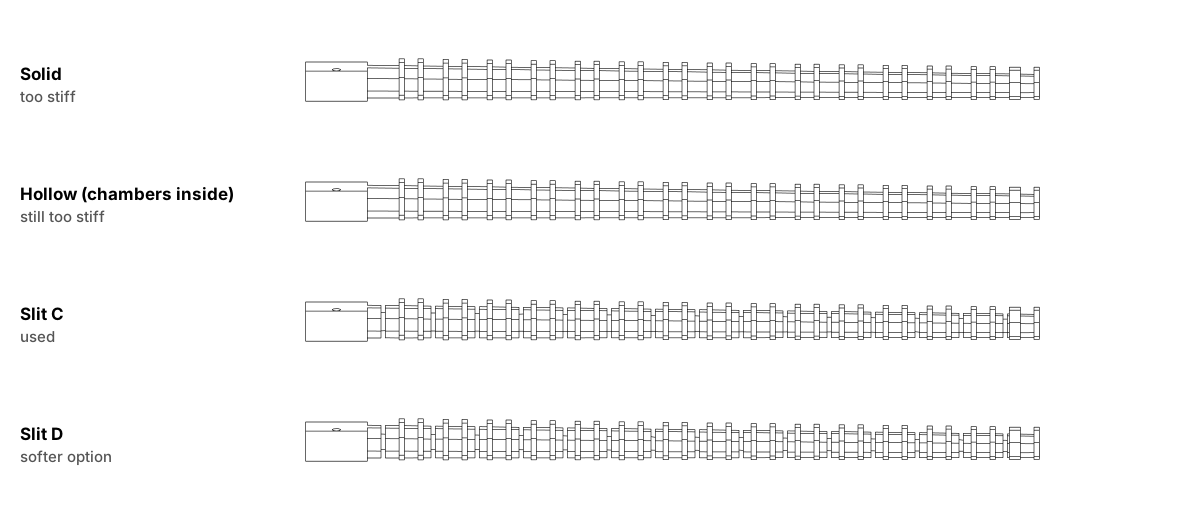 Solid
too stiff
Hollow (chambers inside)
still too stiff
Slit C
used
Slit D
softer option